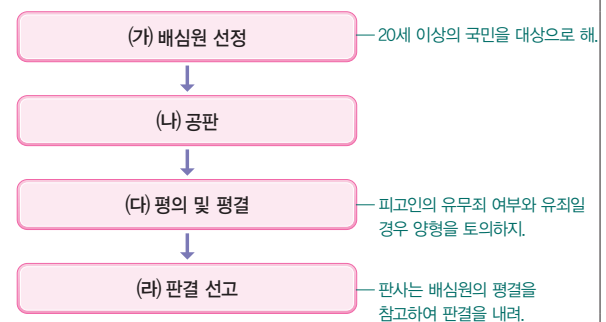 (가) 배심원 선정
20세 이상의 국민을 대상으로 해.
(나) 공판
(다) 평의 및 평결
피고인의 유무죄 여부와 유죄일
경우 양형을 토의하지.
(라) 판결 선고
판사는 배심원의 평결을
참고하여 판결을 내려.